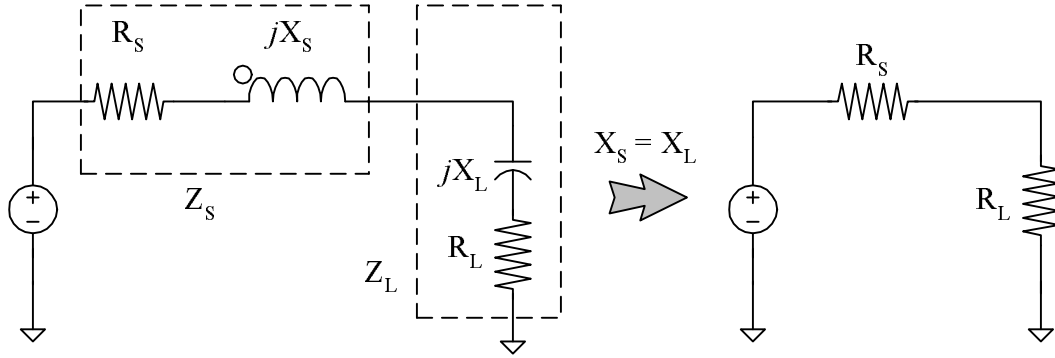 R_S
jX_S
Z_S
+
−
jX_L
R_L
Z_L
X_S = X_L
R_S
+
−
R_L